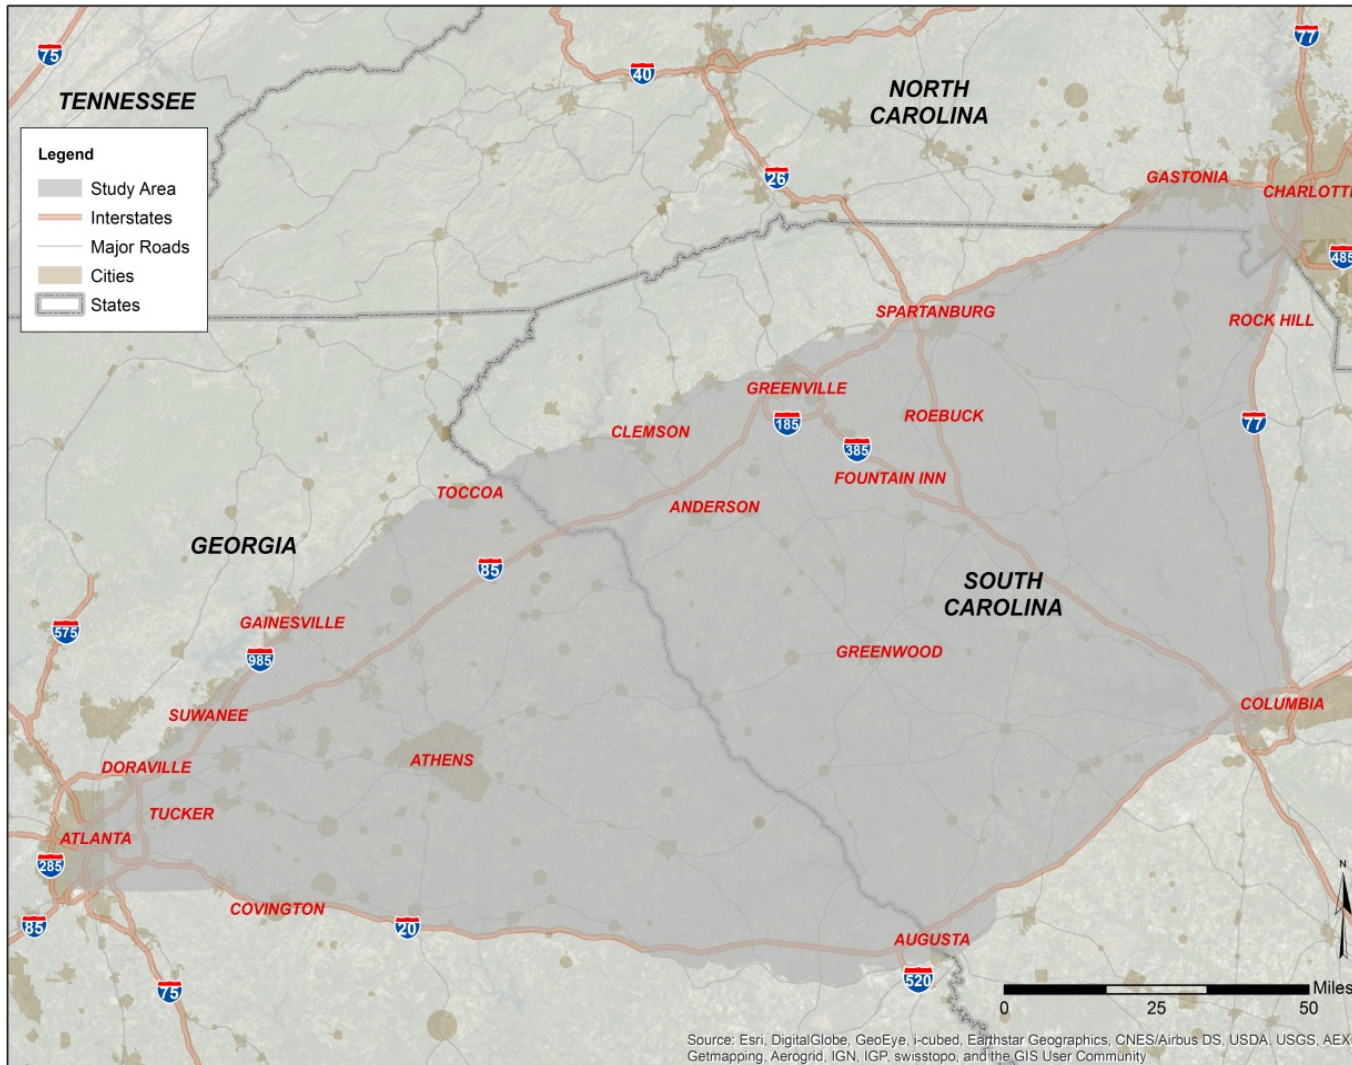 75
40
77
TENNESSEE
NORTH
CAROLINA
Legend
Study Area
Interstates
Major Roads
Cities
States
26
GASTONIA
CHARLOTTE
485
SPARTANBURG
ROCK HILL
GREENVILLE
185
ROEBUCK
77
CLEMSON
385
FOUNTAIN INN
TOCCOA
ANDERSON
GEORGIA
85
SOUTH
CAROLINA
575
GAINESVILLE
985
GREENWOOD
SUWANEE
COLUMBIA
DORAVILLE
ATHENS
TUCKER
ATLANTA
285
N
COVINGTON
85
20
AUGUSTA
520
75
Miles
0 25 50
Source: Esri, DigitalGlobe, GeoEye, i-cubed, Earthstar Geographics, CNES/Airbus DS, USDA, USGS, AEX,
Getmapping, Aerogrid, IGN, IGP, swisstopo, and the GIS User Community